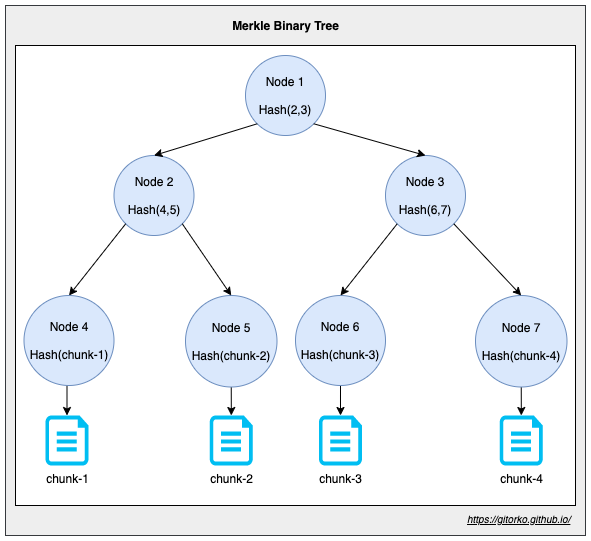 Merkle Binary Tree
Node 1
Hash(2,3)
Node 2
Hash(4,5)
Node 3
Hash(6,7)
Node 4
Hash(chunk-1)
Node 5
Hash(chunk-2)
Node 6
Hash(chunk-3)
Node 7
Hash(chunk-4)
chunk-1
chunk-2
chunk-3
chunk-4
https://gitorko.github.io/